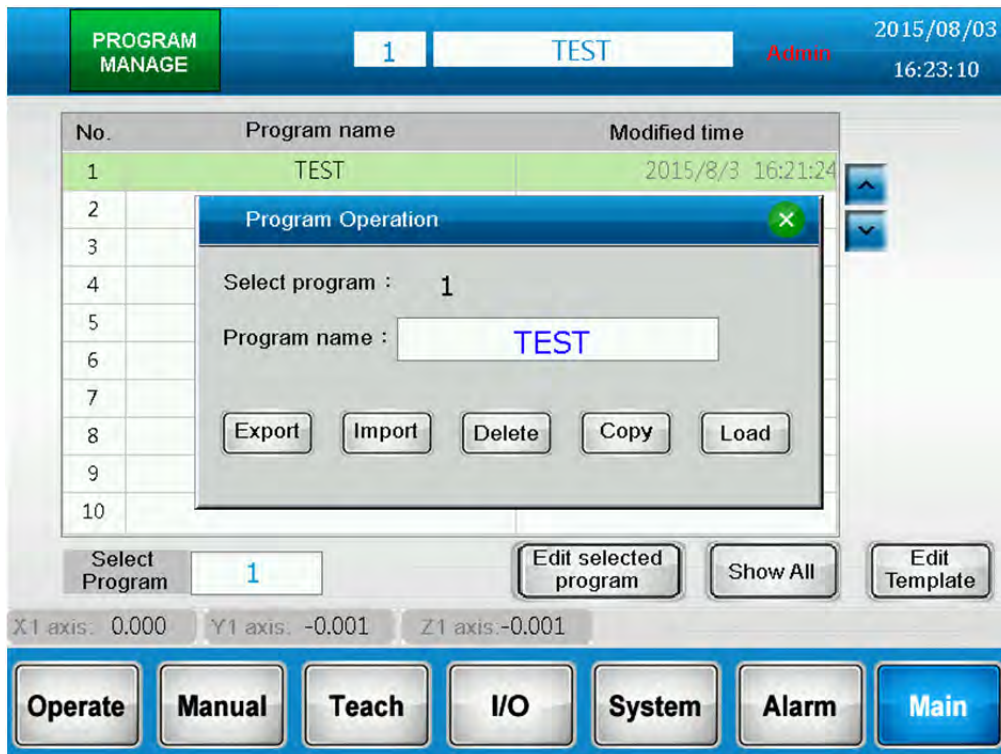 PROGRAM
MANAGE
1
TEST
Admin
2015/08/03
16:23:10
No.
Program name
Modified time
1
TEST
2015/8/3 16:21:24
2
3
4
5
6
7
8
9
10
Program Operation
Select program :
1
Program name :
TEST
Export
Import
Delete
Copy
Load
Select
Program
1
Edit selected
program
Show All
Edit
Template
X1 axis: 0.000
Y1 axis: -0.001
Z1 axis:-0.001
Operate
Manual
Teach
I/O
System
Alarm
Main